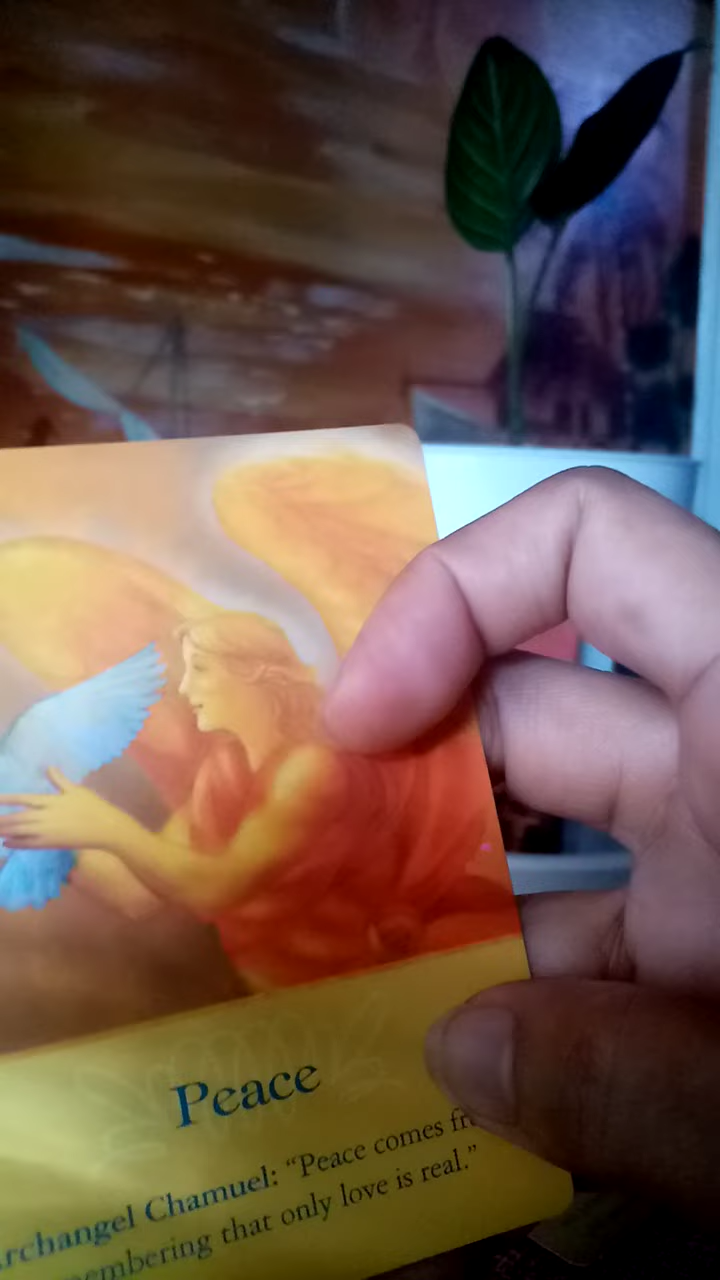 Peace
Archangel Chamuel: "Peace comes fr
membering that only love is real."